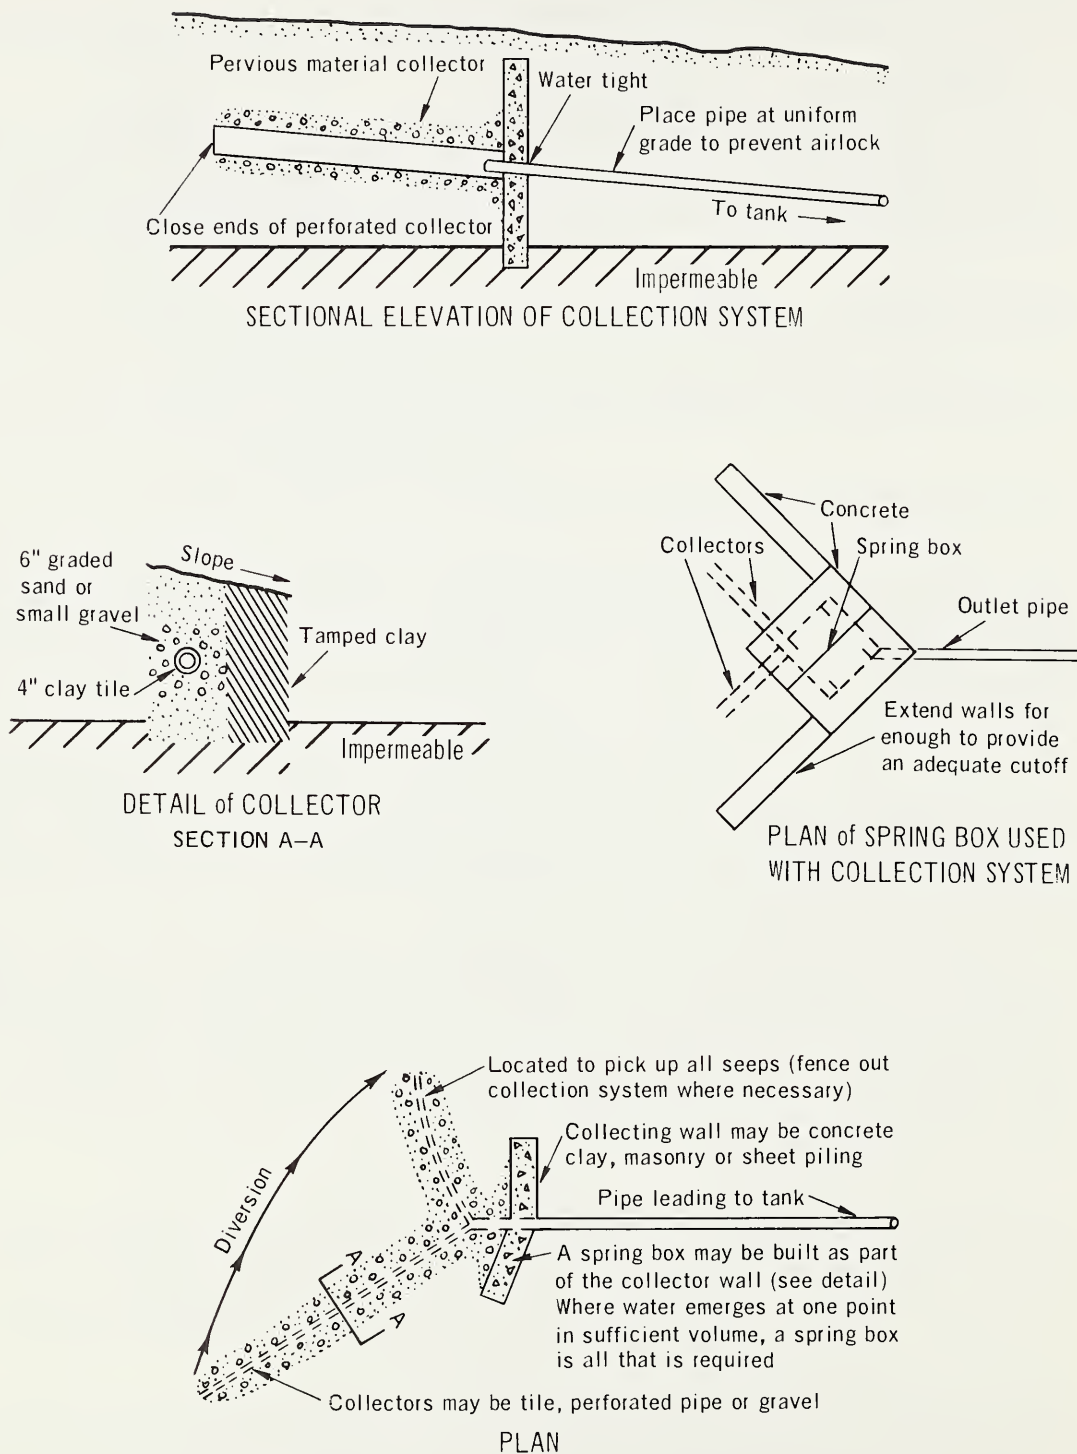 Pervious material collector
Water tight
Place pipe at uniform
grade to prevent airlock
Close ends of perforated collector
To tank
Impermeable
SECTIONAL ELEVATION OF COLLECTION SYSTEM
6" graded
sand or
small gravel
Slope
Tamped clay
4" clay tile
Impermeable
DETAIL of COLLECTOR
SECTION A–A
Concrete
Collectors
Spring box
Outlet pipe
Extend walls for
enough to provide
an adequate cutoff
PLAN of SPRING BOX USED
WITH COLLECTION SYSTEM
Located to pick up all seeps (fence out
collection system where necessary)
Collecting wall may be concrete
clay, masonry or sheet piling
Diversion
Pipe leading to tank
A
A
A spring box may be built as part
of the collector wall (see detail)
Where water emerges at one point
in sufficient volume, a spring box
is all that is required
Collectors may be tile, perforated pipe or gravel
PLAN